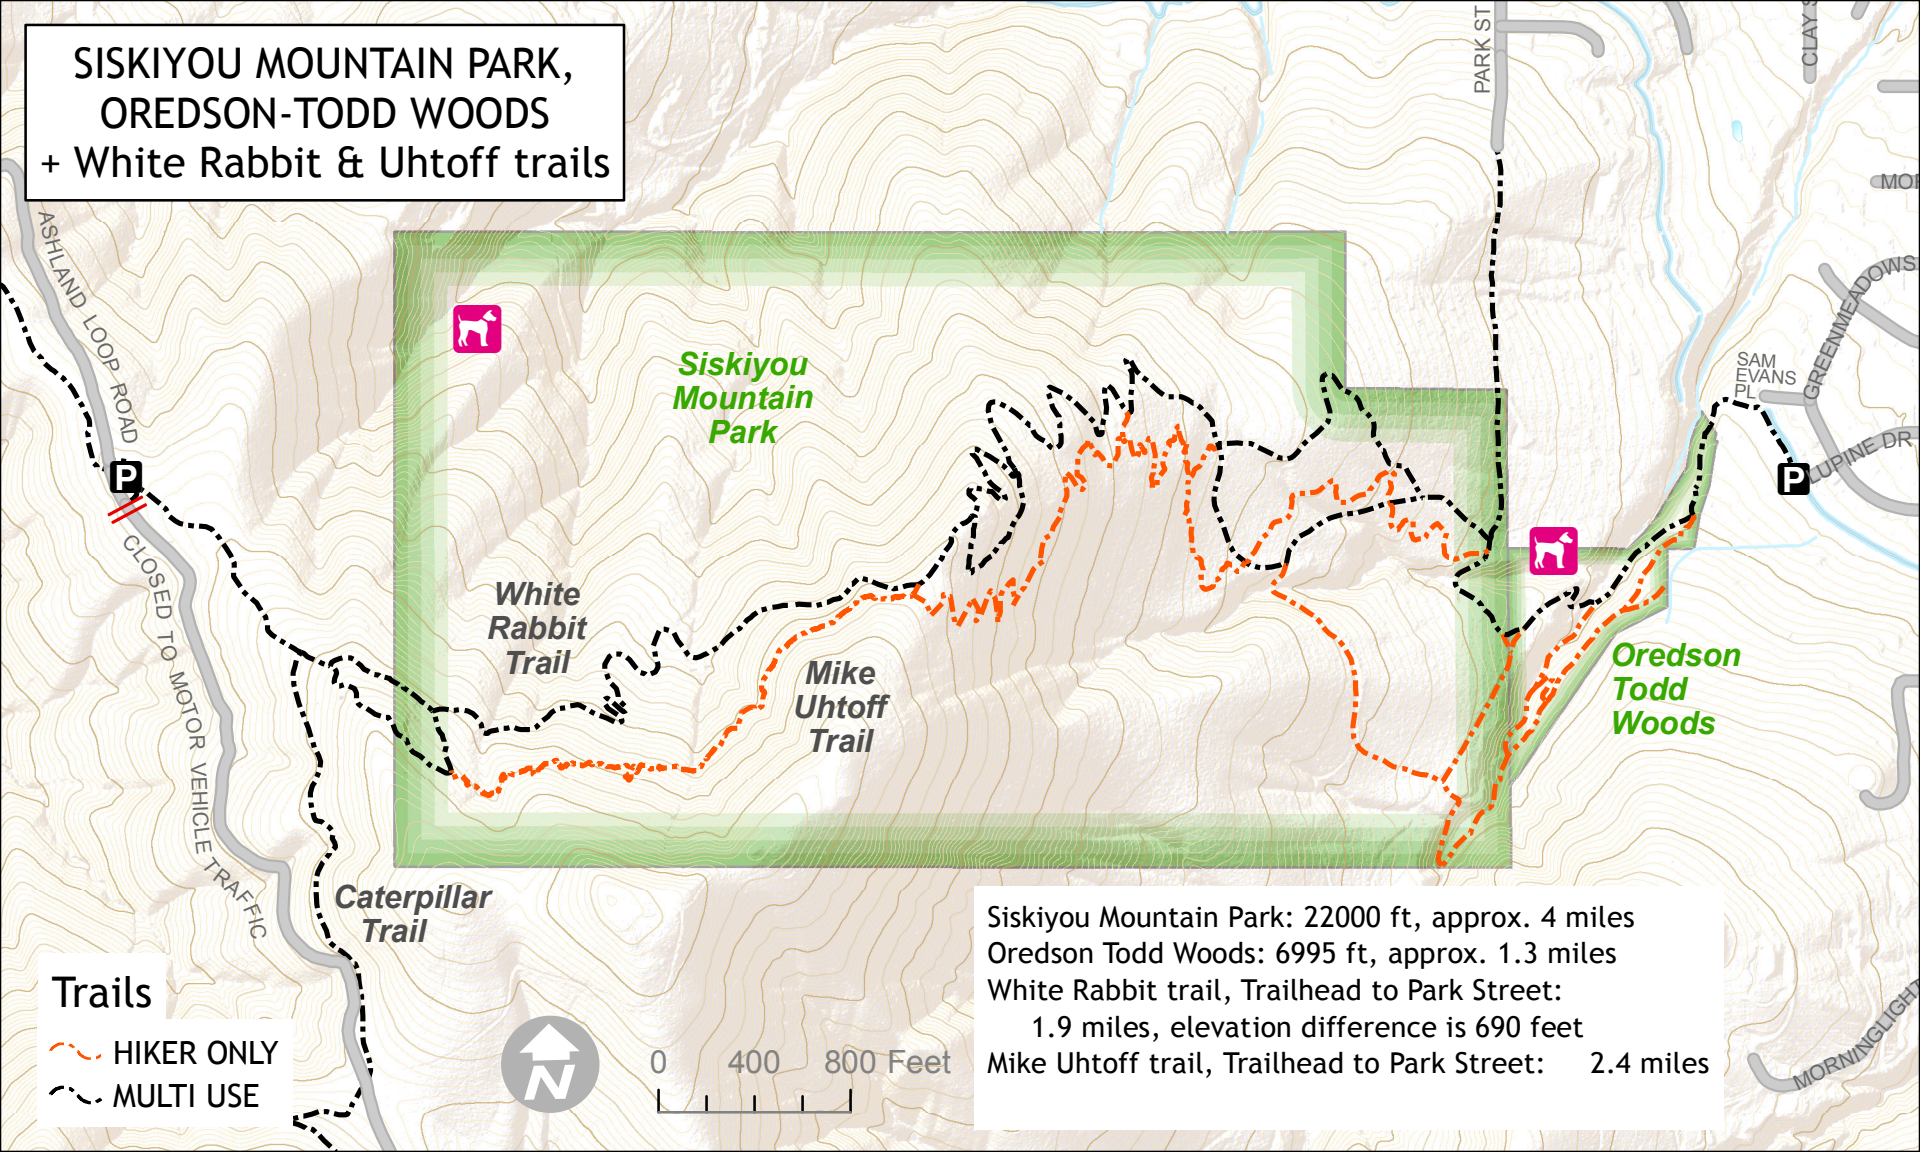 SISKIYOU MOUNTAIN PARK,
OREDSON-TODD WOODS
+ White Rabbit & Uhtoff trails
PARK ST
CLAY
ASHLAND LOOP ROAD
GREENMEADOWS
SAM
EVANS
PL
LUPINE DR
P
P
Siskiyou
Mountain
Park
CLOSED TO MOTOR VEHICLE TRAFFIC
White
Rabbit
Trail
Mike
Uhtoff
Trail
Oredson
Todd
Woods
Caterpillar
Trail
Siskiyou Mountain Park: 22000 ft, approx. 4 miles
Oredson Todd Woods: 6995 ft, approx. 1.3 miles
White Rabbit trail, Trailhead to Park Street:
1.9 miles, elevation difference is 690 feet
Mike Uhtoff trail, Trailhead to Park Street: 2.4 miles
Trails
HIKER ONLY
MULTI USE
N
0 400 800 Feet
MORNINGLIGHT